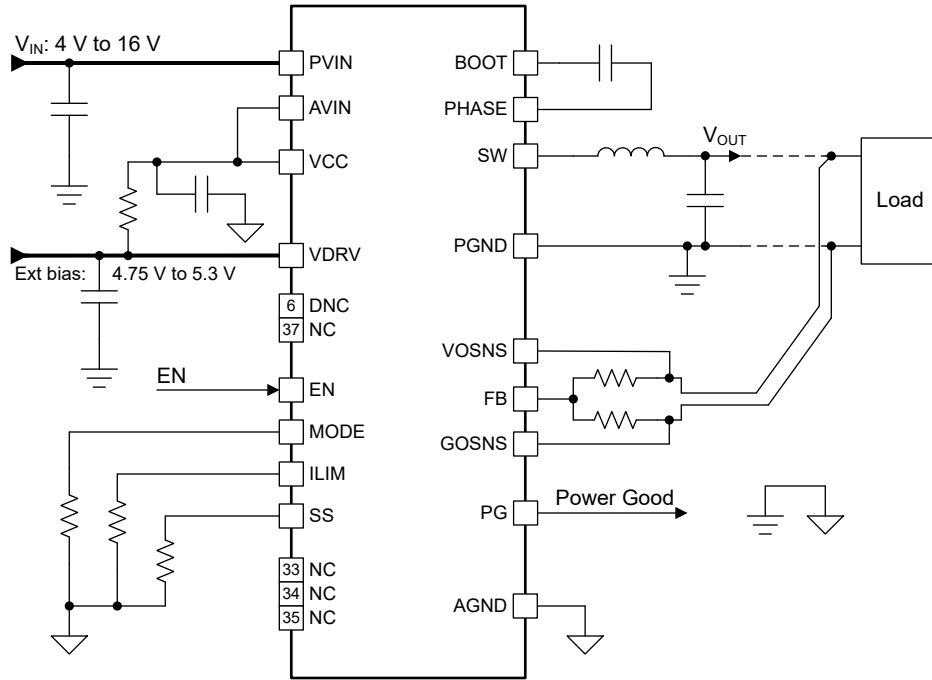 V_IN: 4 V to 16 V
PVIN
AVIN
VCC
VDRV
Ext bias: 4.75 V to 5.3 V
6 DNC
37 NC
EN
EN
MODE
ILIM
SS
33 NC
34 NC
35 NC
BOOT
PHASE
SW
V_OUT
Load
PGND
VOSNS
FB
GOSNS
PG
Power Good
AGND